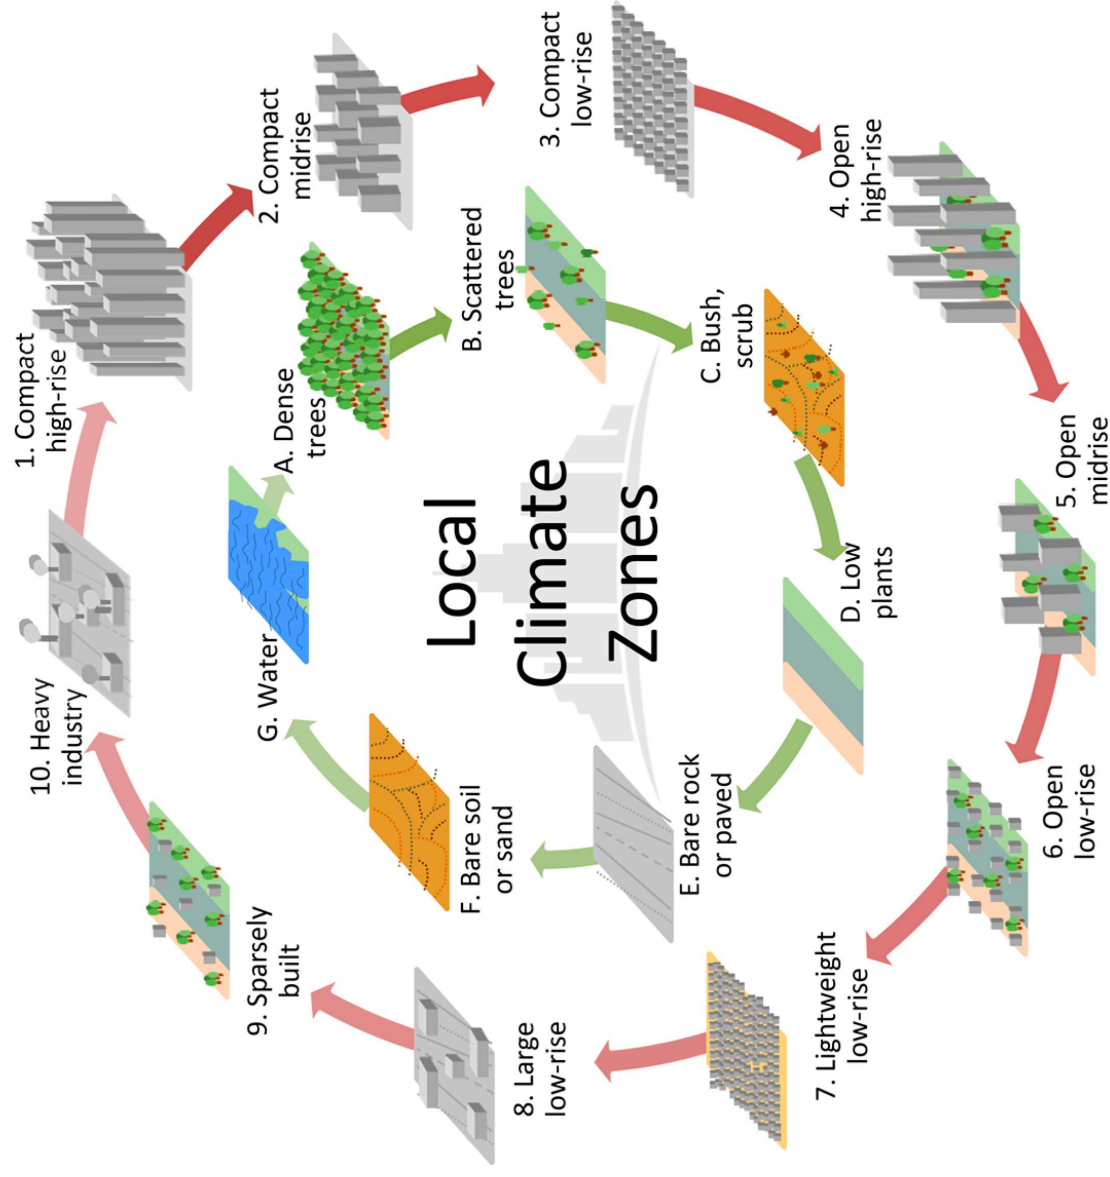 Local
Climate
Zones
1. Compact
high-rise
2. Compact
midrise
3. Compact
low-rise
4. Open
high-rise
5. Open
midrise
6. Open
low-rise
7. Lightweight
low-rise
8. Large
low-rise
9. Sparsely
built
10. Heavy
industry
A. Dense
trees
B. Scattered
trees
C. Bush,
scrub
D. Low
plants
E. Bare rock
or paved
F. Bare soil
or sand
G. Water